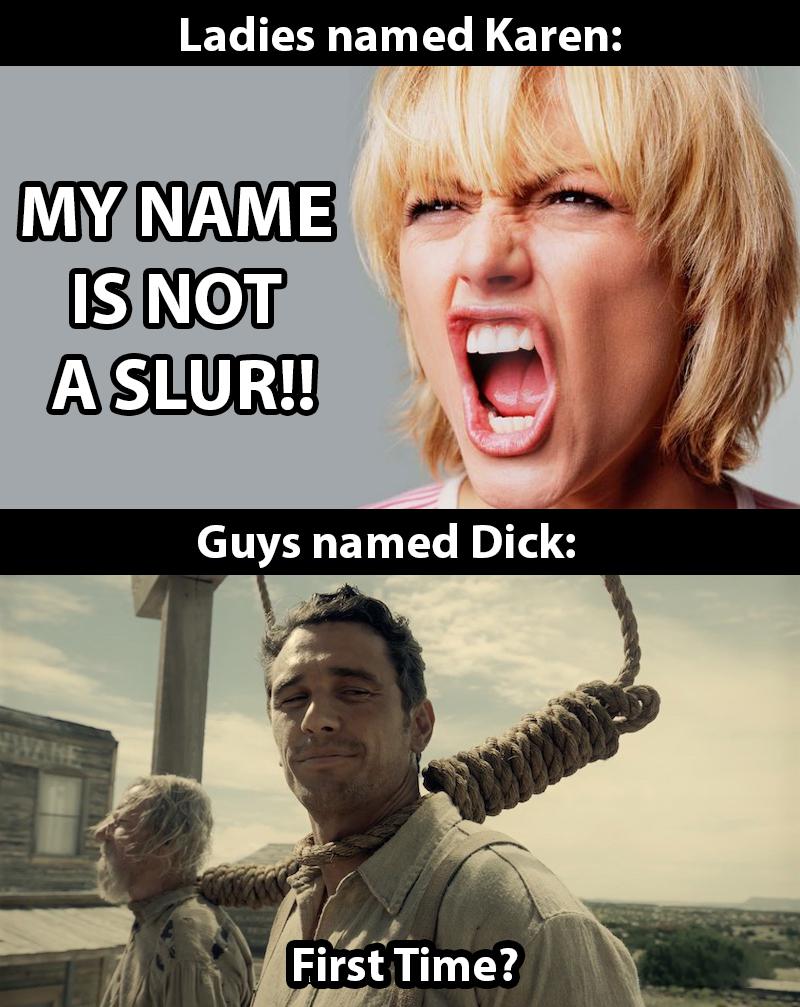 Ladies named Karen:
MY NAME
IS NOT
A SLUR!!
Guys named Dick:
First Time?